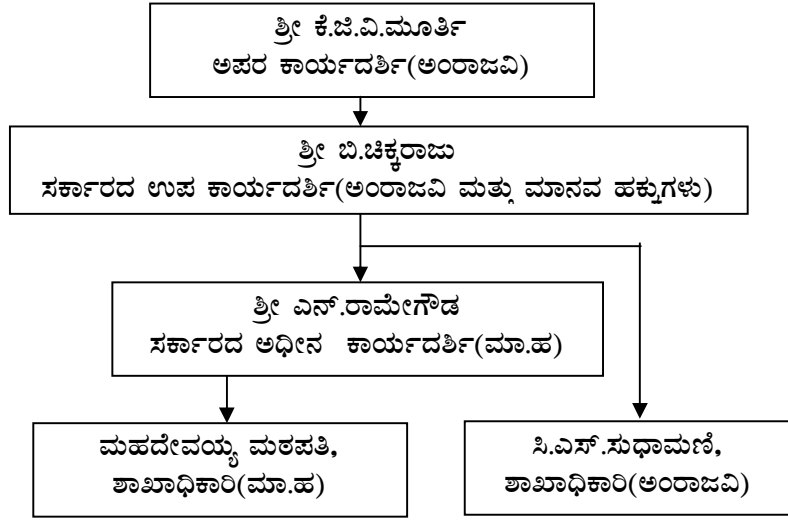 ಶ್ರೀ ಕೆ.ಜಿ.ವಿ.ಮೂರ್ತಿ
ಅಪರ ಕಾರ್ಯದರ್ಶಿ(ಅಂರಾಜವಿ)
ಶ್ರೀ ಬಿ.ಚಿಕ್ಕರಾಜು
ಸರ್ಕಾರದ ಉಪ ಕಾರ್ಯದರ್ಶಿ(ಅಂರಾಜವಿ ಮತ್ತು ಮಾನವ ಹಕ್ಕುಗಳು)
ಶ್ರೀ ಎನ್.ರಾಮೇಗೌಡ
ಸರ್ಕಾರದ ಅಧೀನ ಕಾರ್ಯದರ್ಶಿ(ಮಾ.ಹ)
ಮಹದೇವಯ್ಯ ಮಠಪತಿ,
ಶಾಖಾಧಿಕಾರಿ(ಮಾ.ಹ)
ಸಿ.ಎಸ್.ಸುಧಾಮಣಿ,
ಶಾಖಾಧಿಕಾರಿ(ಅಂರಾಜವಿ)